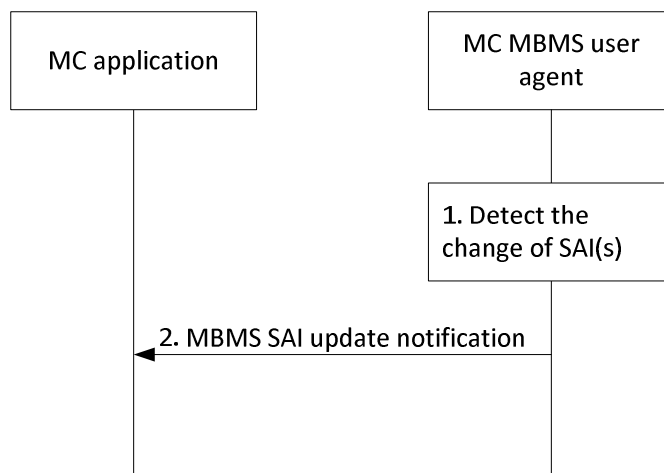 MC application
MC MBMS user
agent
1. Detect the
change of SAI(s)
2. MBMS SAI update notification